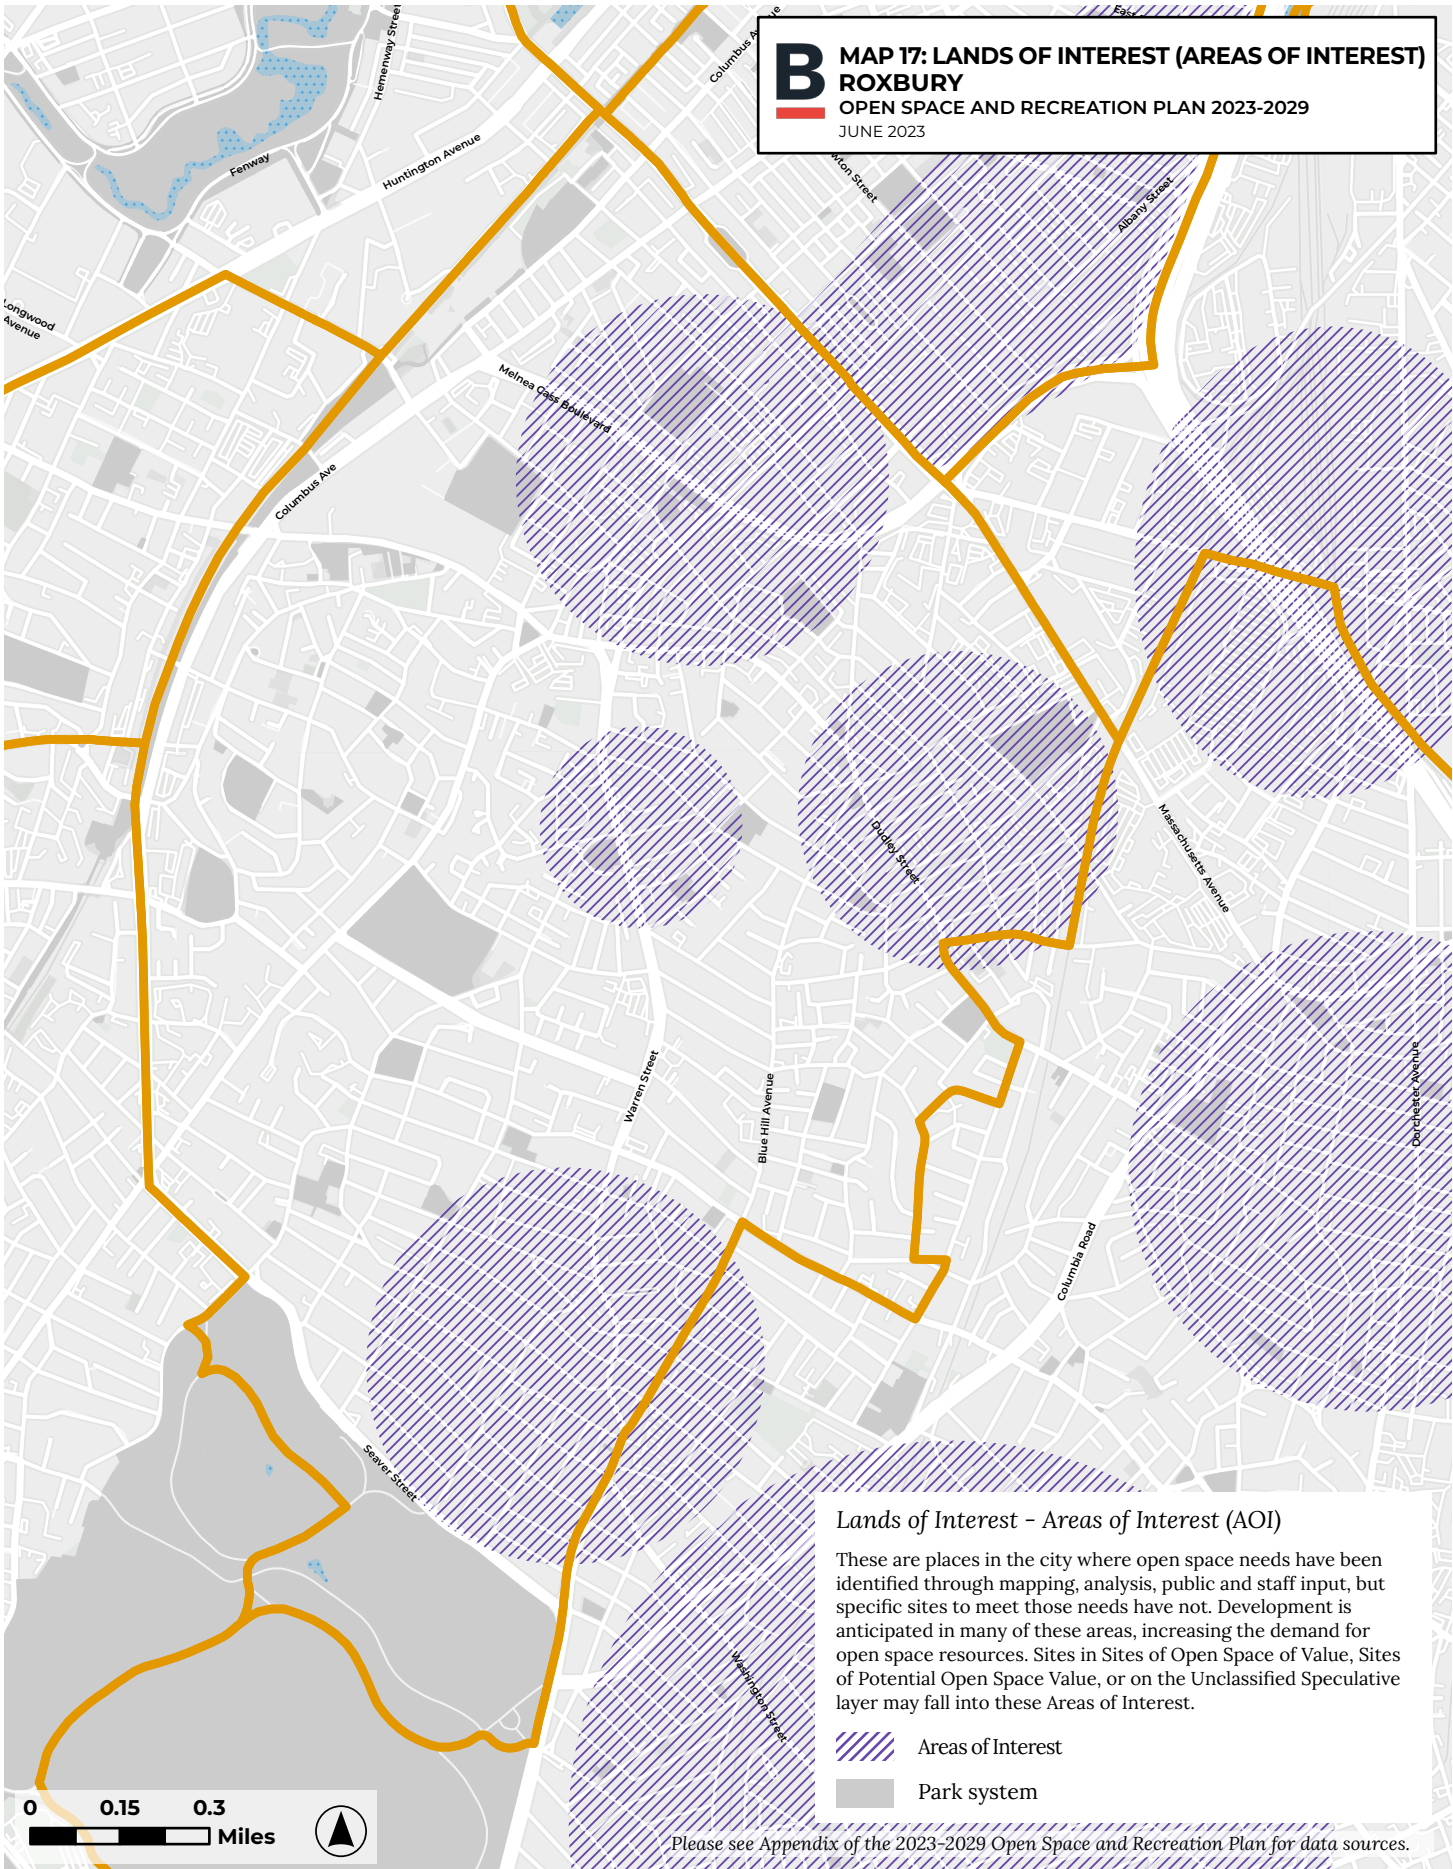 East
B
MAP 17: LANDS OF INTEREST (AREAS OF INTEREST)
ROXBURY
OPEN SPACE AND RECREATION PLAN 2023-2029
JUNE 2023
Hemenway Street
Fenway
Huntington Avenue
Albany Street
Longwood
Avenue
Melnea Cass Boulevard
Columbus Ave
Dudley Street
Massachusetts Avenue
Warren Street
Blue Hill Avenue
Dorchester Avenue
Columbia Road
Seaver Street
Washington Street
Lands of Interest - Areas of Interest (AOI)
These are places in the city where open space needs have been
identified through mapping, analysis, public and staff input, but
specific sites to meet those needs have not. Development is
anticipated in many of these areas, increasing the demand for
open space resources. Sites in Sites of Open Space of Value, Sites
of Potential Open Space Value, or on the Unclassified Speculative
layer may fall into these Areas of Interest.
Areas of Interest
Park system
0 0.15 0.3
Miles
Please see Appendix of the 2023-2029 Open Space and Recreation Plan for data sources.